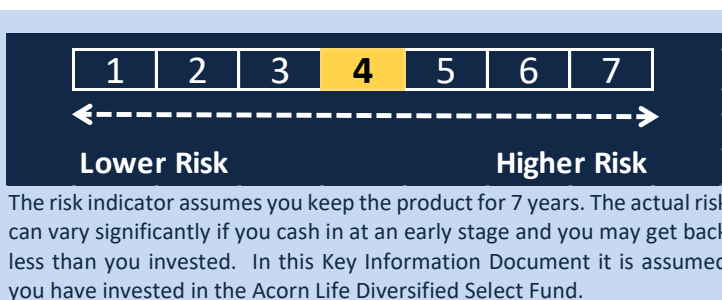 1 2 3 4 5 6 7
Lower Risk Higher Risk
The risk indicator assumes you keep the product for 7 years. The actual risk
can vary significantly if you cash in at an early stage and you may get back
less than you invested. In this Key Information Document it is assumed
you have invested in the Acorn Life Diversified Select Fund.